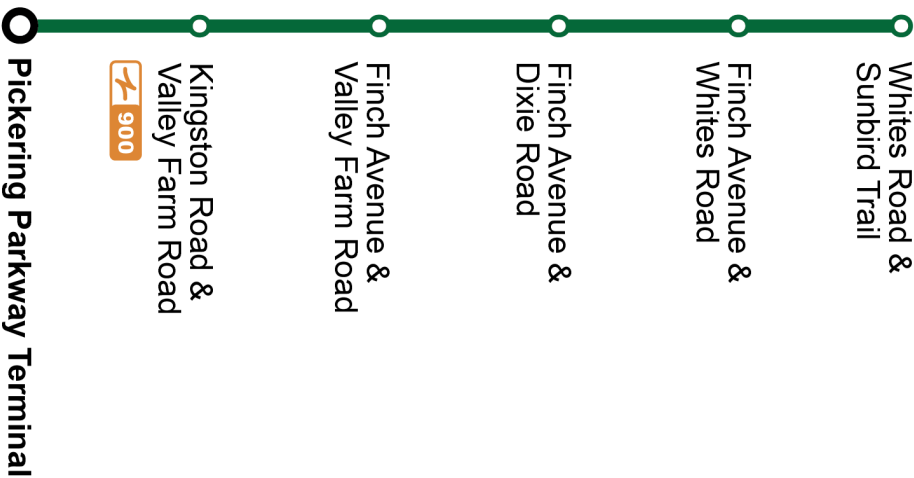 Whites Road &
Sunbird Trail
Finch Avenue &
Whites Road
Finch Avenue &
Dixie Road
Finch Avenue &
Valley Farm Road
Kingston Road &
Valley Farm Road
900
Pickering Parkway Terminal